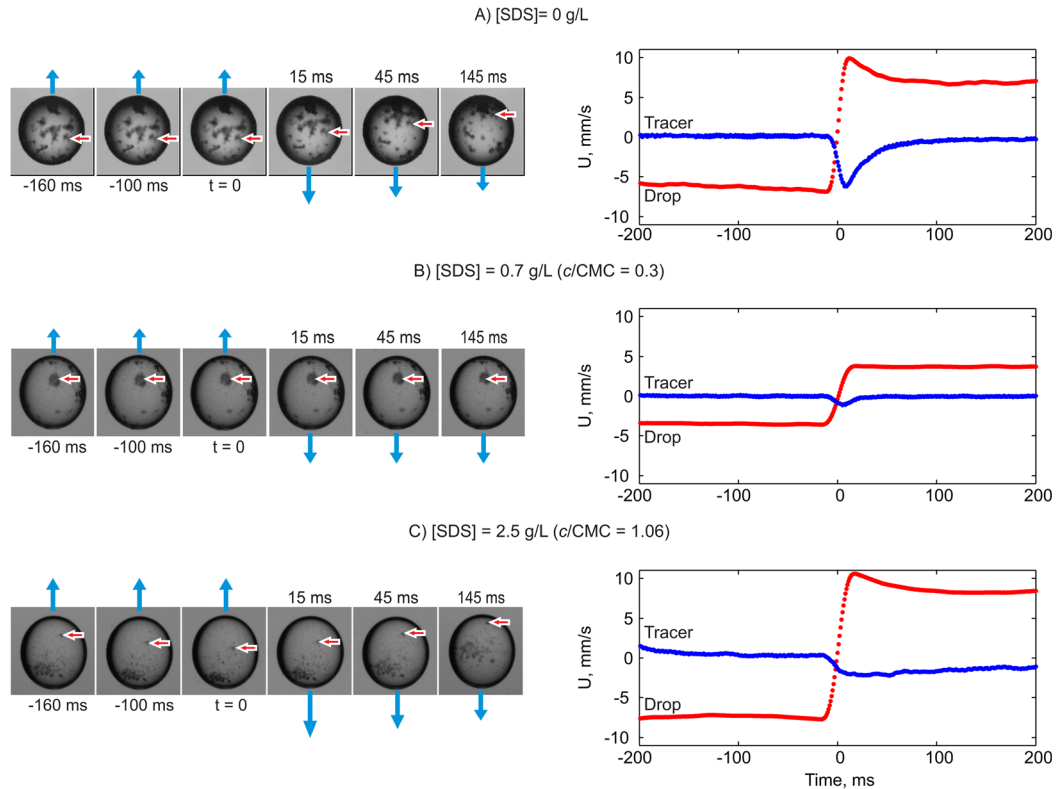 A) [SDS]= 0 g/L
15 ms 45 ms 145 ms
-160 ms -100 ms t = 0
10
5
0
-5
-10
U, mm/s
Tracer
Drop
-200 -100 0 100 200
B) [SDS] = 0.7 g/L (c/CMC = 0.3)
15 ms 45 ms 145 ms
-160 ms -100 ms t = 0
10
5
0
-5
-10
U, mm/s
Tracer
Drop
-200 -100 0 100 200
C) [SDS] = 2.5 g/L (c/CMC = 1.06)
15 ms 45 ms 145 ms
-160 ms -100 ms t = 0
10
5
0
-5
-10
U, mm/s
Tracer
Drop
-200 -100 0 100 200
Time, ms